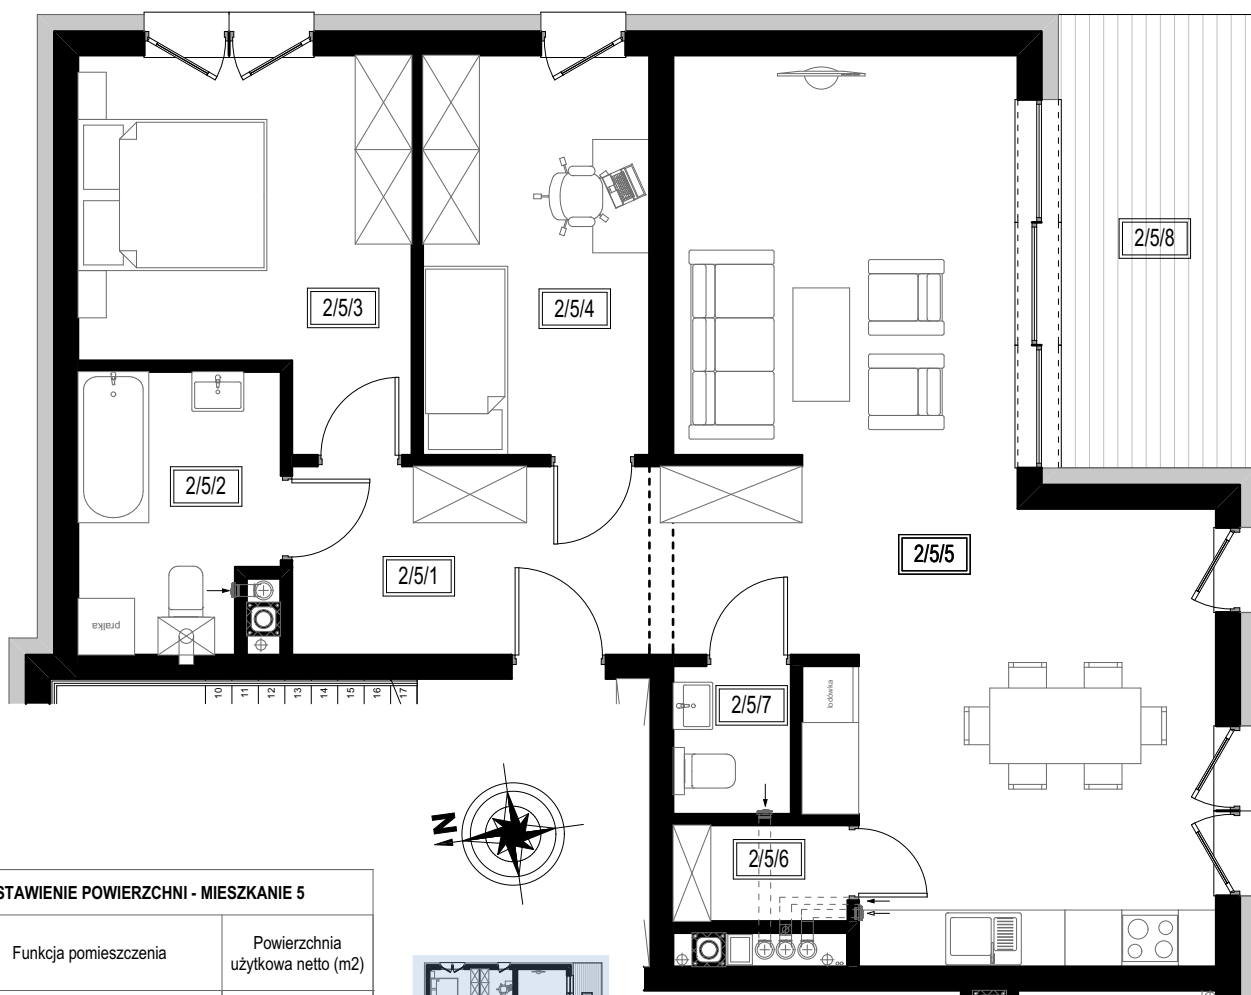 2/5/8
2/5/3
2/5/4
2/5/2
2/5/5
2/5/1
pralka
10 11 12 13 14 15 16 17
lodówka
2/5/7
N
2/5/6
STAWIENIE POWIERZCHNI - MIESZKANIE 5
Funkcja pomieszczenia
Powierzchnia
użytkowa netto (m2)